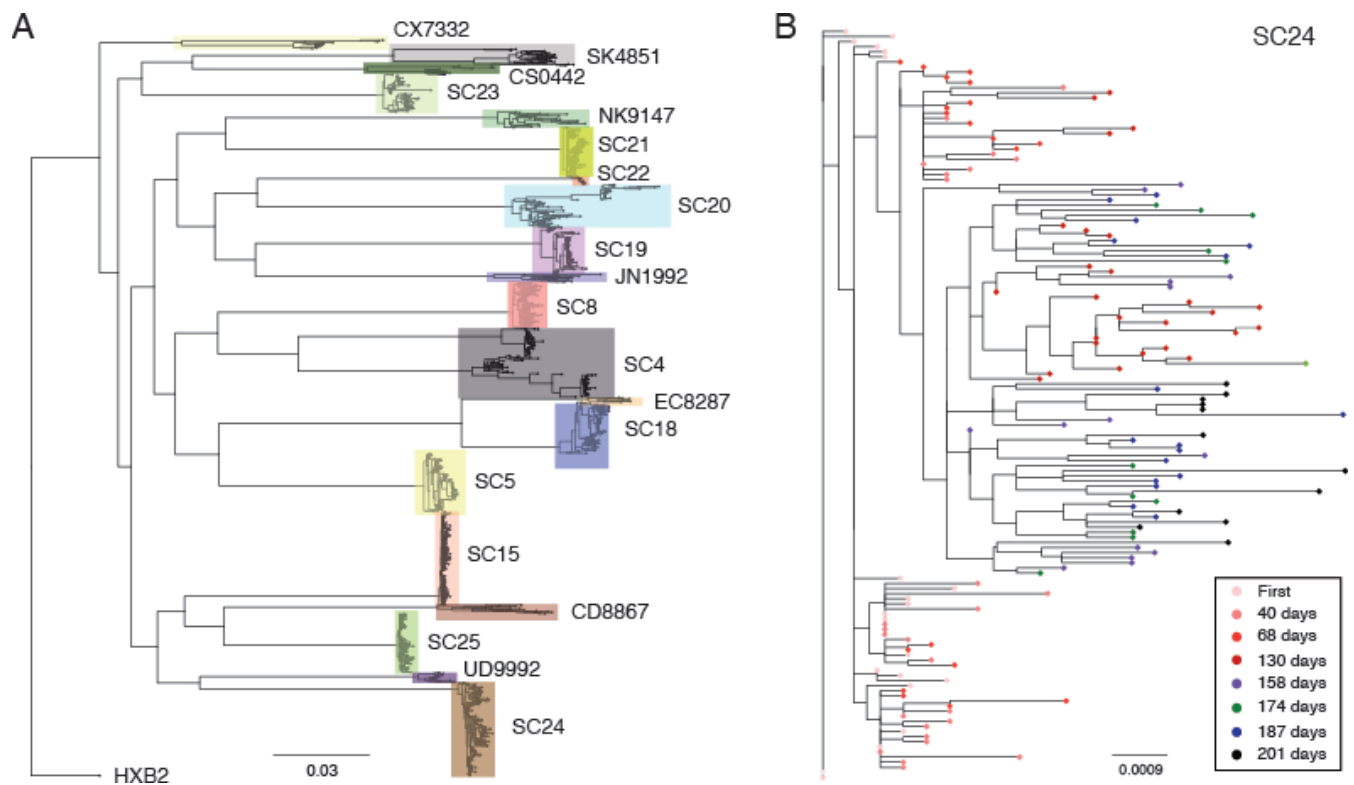 A
CX7332
SK4851
CS0442
SC23
NK9147
SC21
SC22
SC20
SC19
JN1992
SC8
SC4
EC8287
SC18
SC5
SC15
CD8867
SC25
UD9992
SC24
0.03
HXB2
B
SC24
First
40 days
68 days
130 days
158 days
174 days
187 days
201 days
0.0009